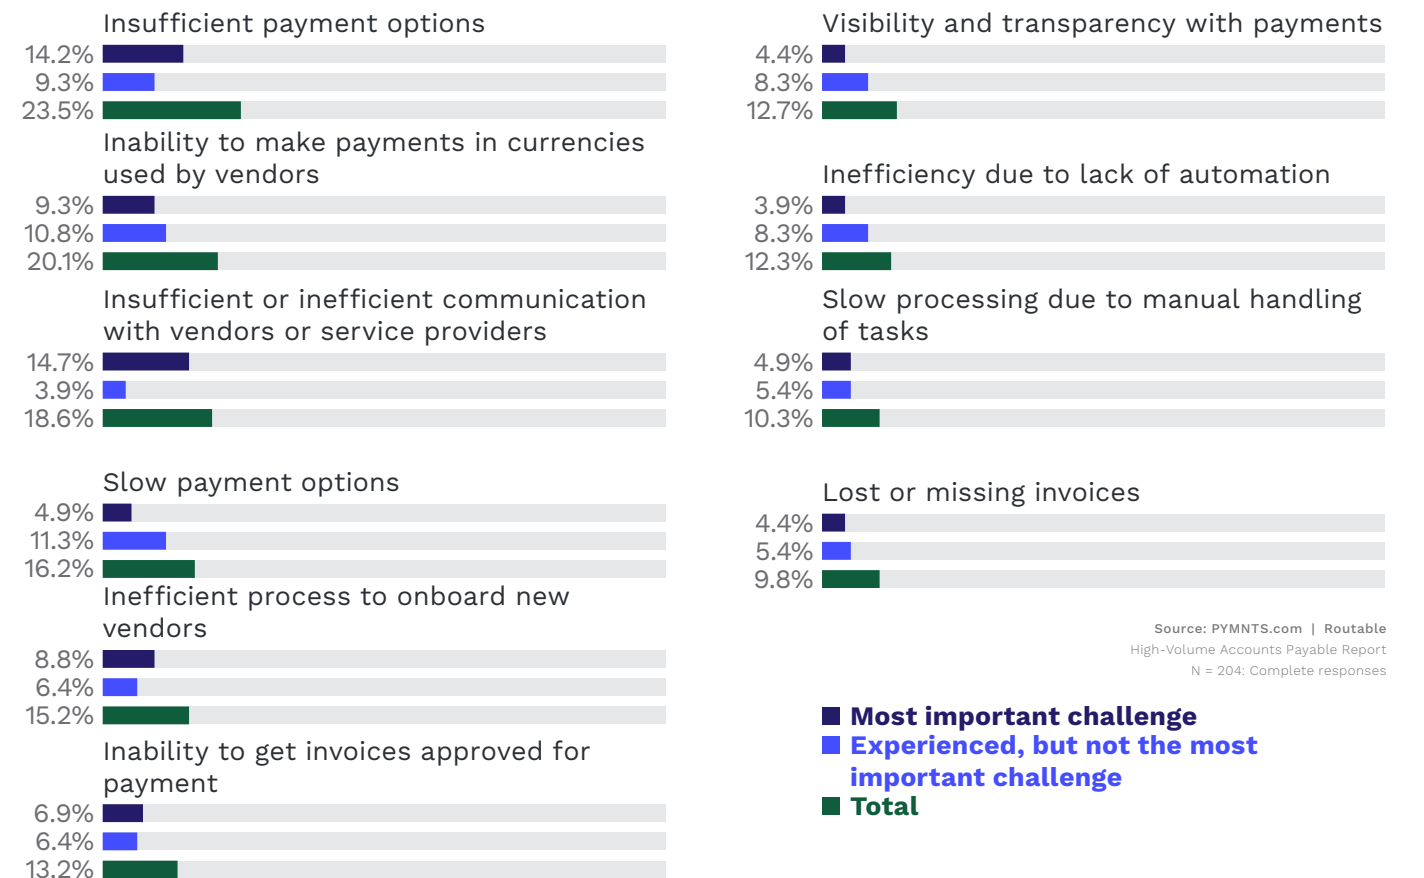 Insufficient payment options
14.2%
9.3%
23.5%
Inability to make payments in currencies
used by vendors
9.3%
10.8%
20.1%
Insufficient or inefficient communication
with vendors or service providers
14.7%
3.9%
18.6%
Slow payment options
4.9%
11.3%
16.2%
Inefficient process to onboard new
vendors
8.8%
6.4%
15.2%
Inability to get invoices approved for
payment
6.9%
6.4%
13.2%
Visibility and transparency with payments
4.4%
8.3%
12.7%
Inefficiency due to lack of automation
3.9%
8.3%
12.3%
Slow processing due to manual handling
of tasks
4.9%
5.4%
10.3%
Lost or missing invoices
4.4%
5.4%
9.8%
Source: PYMNTS.com | Routable
High-Volume Accounts Payable Report
N = 204: Complete responses
Most important challenge
Experienced, but not the most
important challenge
Total